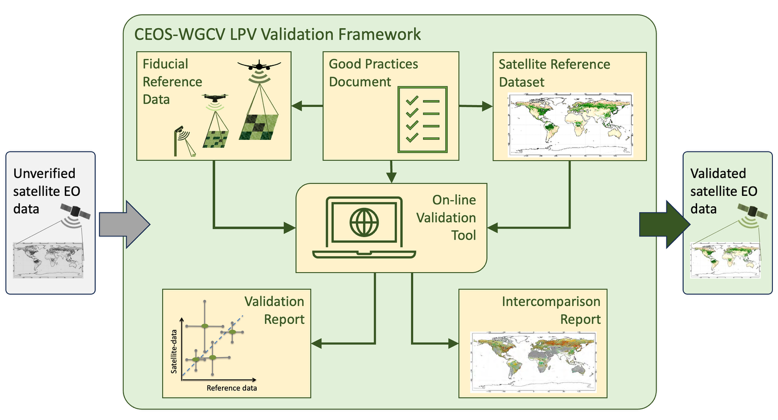 CEOS-WGCV LPV Validation Framework
Fiducial
Reference
Data
Good Practices
Document
Satellite Reference
Dataset
Unverified
satellite EO
data
On-line
Validation
Tool
Validated
satellite EO
data
Validation
Report
Satellite-data
Reference data
Intercomparison
Report